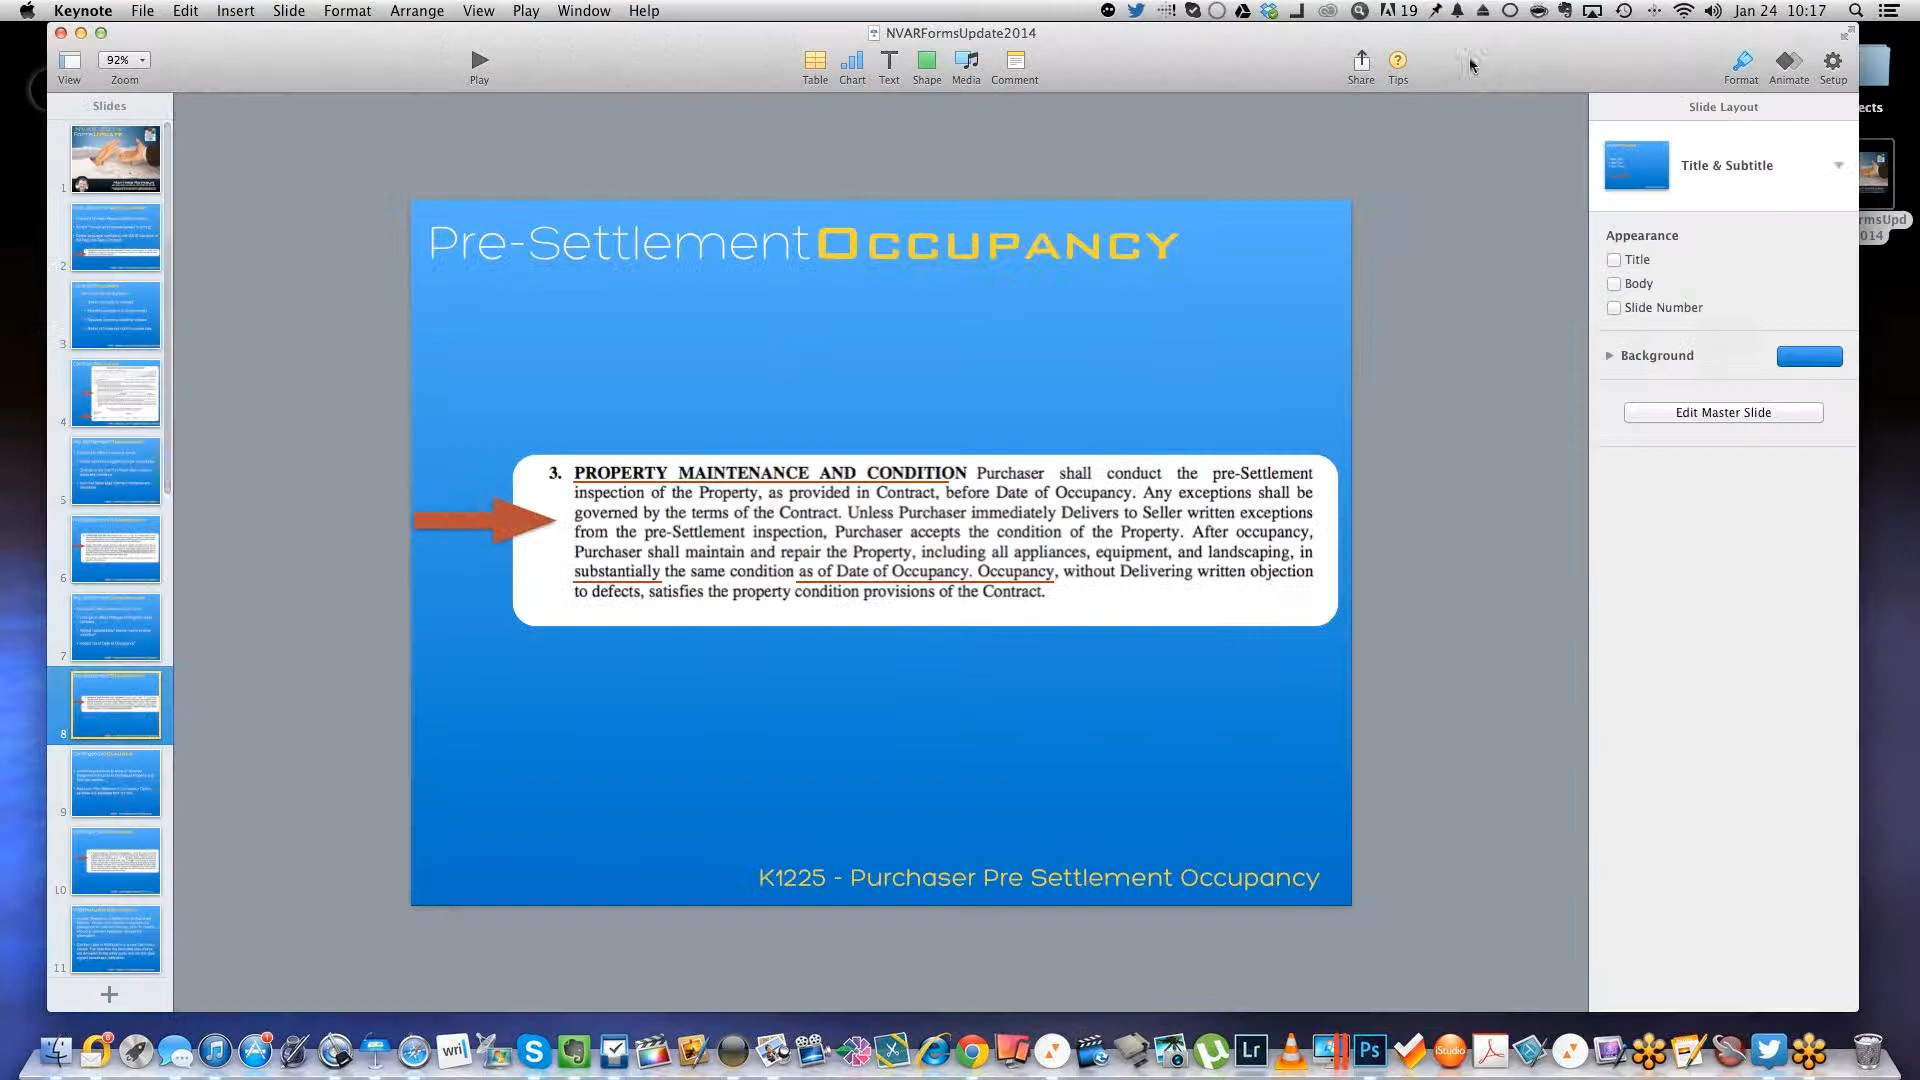 Keynote File Edit Insert Slide Format Arrange View Play Window Help
19 Jan 24 10:17
NVARFormsUpdate2014
92%
View Zoom Play Table Chart Text Shape Media Comment Share Tips Format Animate Setup
Slides
Slide Layout
ects
Title & Subtitle
rmsUpd
014
Appearance
Title
Body
Slide Number
Background
Edit Master Slide
1
2
3
4
5
6
7
8
9
10
11
Pre-Settlement OCCUPANCY
3. PROPERTY MAINTENANCE AND CONDITION Purchaser shall conduct the pre-Settlement
inspection of the Property, as provided in Contract, before Date of Occupancy. Any exceptions shall be
governed by the terms of the Contract. Unless Purchaser immediately Delivers to Seller written exceptions
from the pre-Settlement inspection, Purchaser accepts the condition of the Property. After occupancy,
Purchaser shall maintain and repair the Property, including all appliances, equipment, and landscaping, in
substantially the same condition as of Date of Occupancy. Occupancy, without Delivering written objection
to defects, satisfies the property condition provisions of the Contract.
K1225 - Purchaser Pre Settlement Occupancy
wri
Lr
Ps
iStudio